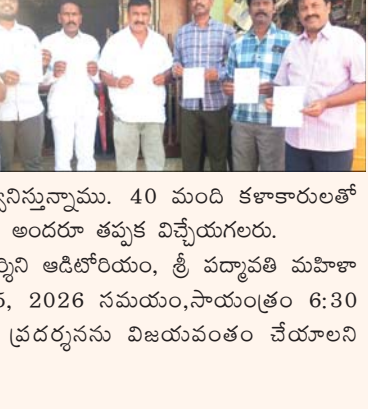 నిస్తున్నాము. 40 మంది కళాకారులతో
అందరూ తప్పక విచ్చేయగలరు.
ఆడిటోరియం, శ్రీ పద్మావతి మహిళా
2026 సమయం,సాయంత్రం 6:30
ప్రదర్శనను విజయవంతం చేయాలని